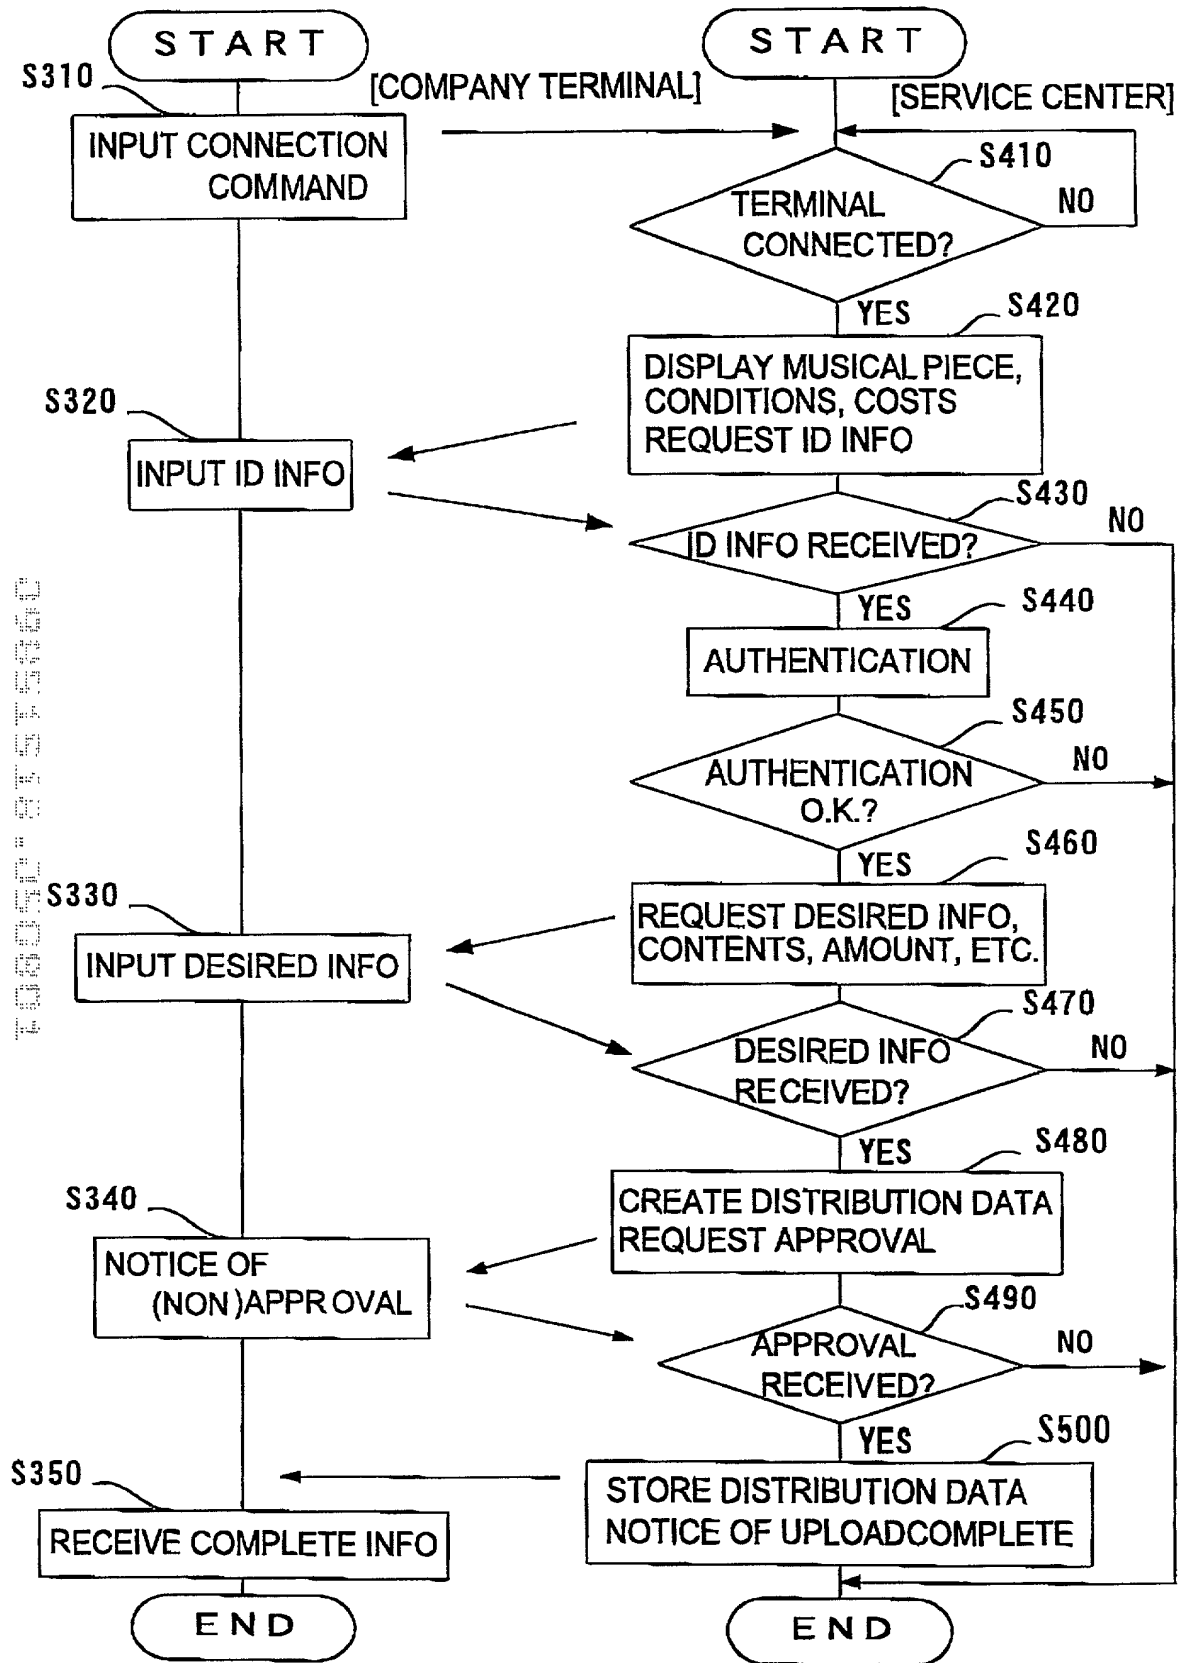 START
START
S310
[COMPANY TERMINAL]
[SERVICE CENTER]
INPUT CONNECTION
COMMAND
S410
TERMINAL
CONNECTED?
NO
YES
S420
DISPLAY MUSICAL PIECE,
CONDITIONS, COSTS
REQUEST ID INFO
S320
INPUT ID INFO
S430
ID INFO RECEIVED?
NO
YES
S440
AUTHENTICATION
S450
AUTHENTICATION
O.K.?
NO
YES
S460
REQUEST DESIRED INFO,
CONTENTS, AMOUNT, ETC.
S330
INPUT DESIRED INFO
S470
DESIRED INFO
RECEIVED?
NO
YES
S480
CREATE DISTRIBUTION DATA
REQUEST APPROVAL
S340
NOTICE OF
(NON)APPROVAL
S490
APPROVAL
RECEIVED?
NO
YES
S500
STORE DISTRIBUTION DATA
NOTICE OF UPLOADCOMPLETE
S350
RECEIVE COMPLETE INFO
END
END